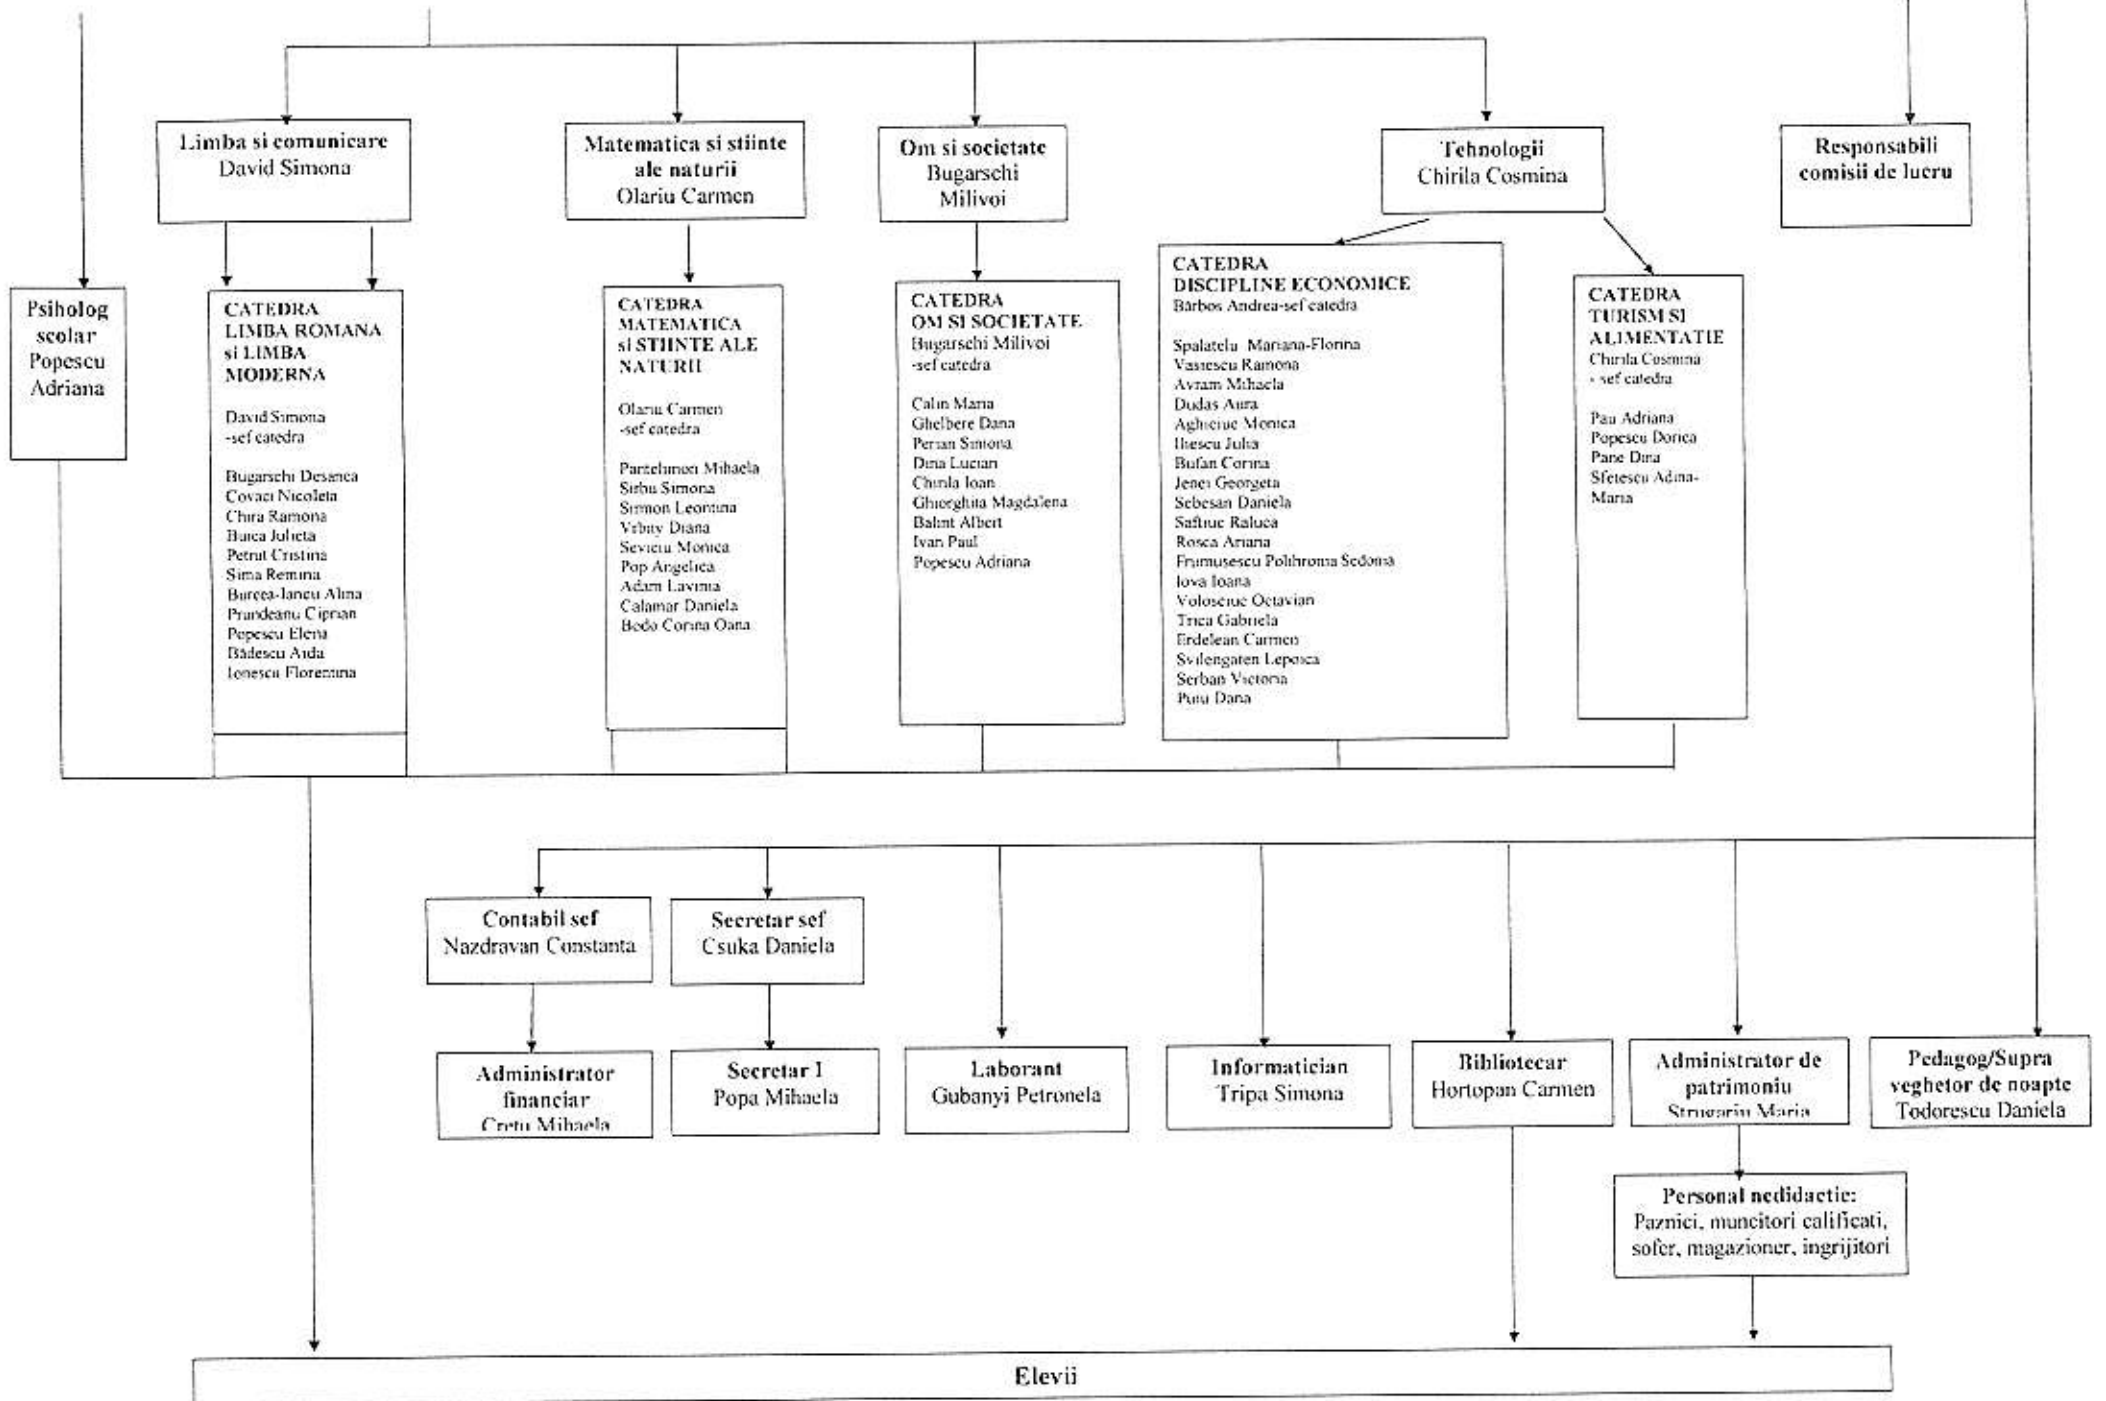 Limba si comunicare
David Simona
Matematica si stiinte
ale naturii
Olariu Carmen
Om si societate
Bugarschi
Milivoi
Tehnologii
Chirila Cosmina
Responsabili
comisii de lucru
Psiholog
scolar
Popescu
Adriana
CATEDRA
LIMBA ROMANA
si LIMBA
MODERNA
David Simona
-sef catedra
Bugarschi Desanca
Covaci Nicoleta
Chira Ramona
Buica Julieta
Petrut Cristina
Sima Remina
Burcea-Iancu Alina
Prundeanu Ciprian
Popescu Elena
Bădescu Aida
Ionescu Florentina
CATEDRA
MATEMATICA
si STIINTE ALE
NATURII
Olariu Carmen
-sef catedra
Pantelimon Mihaela
Sirbu Simona
Simon Leontina
Vrbay Diana
Seviciu Monica
Pop Angelica
Adam Lavinia
Calamar Daniela
Bodo Corina Oana
CATEDRA
OM SI SOCIETATE
Bugarschi Milivoi
-sef catedra
Calin Maria
Ghelbere Dana
Perian Simona
Dina Lucian
Chirila Ioan
Ghiorghita Magdalena
Balint Albert
Ivan Paul
Popescu Adriana
CATEDRA
DISCIPLINE ECONOMICE
Bărbos Andrea-sef catedra
Spalatelu Mariana-Florina
Vasiescu Ramona
Avram Mihaela
Dudas Aura
Aghiciuc Monica
Iliescu Julia
Bufan Corina
Jenei Georgeta
Sebesan Daniela
Saftiuc Raluca
Rosca Ariana
Frumusescu Polihroma Sedonia
Iova Ioana
Volosciuc Octavian
Trica Gabriela
Erdelean Carmen
Svilengaten Lepoica
Serban Victoria
Puiu Dana
CATEDRA
TURISM SI
ALIMENTATIE
Chirila Cosmina
- sef catedra
Pau Adriana
Popescu Dorica
Pane Dina
Sfetescu Adina-
Maria
Contabil sef
Nazdravan Constanta
Secretar sef
Csuka Daniela
Administrator
financiar
Cretu Mihaela
Secretar I
Popa Mihaela
Laborant
Gubanyi Petronela
Informatician
Tripa Simona
Bibliotecar
Hortopan Carmen
Administrator de
patrimoniu
Strugariu Maria
Pedagog/Supra
veghetor de noapte
Todorescu Daniela
Personal nedidactic:
Paznici, muncitori calificati,
sofer, magazioner, ingrijitori
Elevii